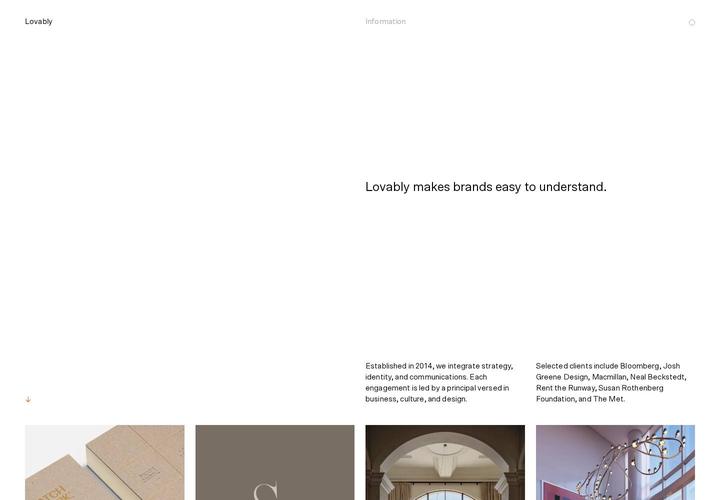 Lovably
Information
Lovably makes brands easy to understand.
Established in 2014, we integrate strategy,
identity, and communications. Each
engagement is led by a principal versed in
business, culture, and design.
Selected clients include Bloomberg, Josh
Greene Design, Macmillan, Neal Beckstedt,
Rent the Runway, Susan Rothenberg
Foundation, and The Met.
↓
S